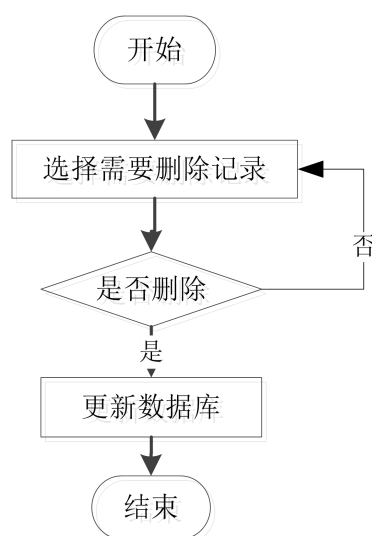 开始
选择需要删除记录
否
是否删除
是
更新数据库
结束